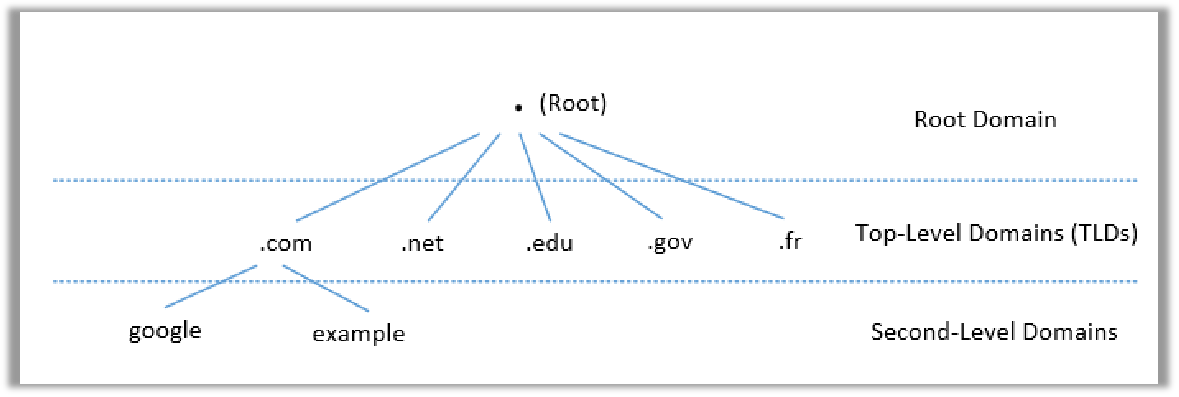 . (Root)
Root Domain
.com .net .edu .gov .fr Top-Level Domains (TLDs)
google example Second-Level Domains